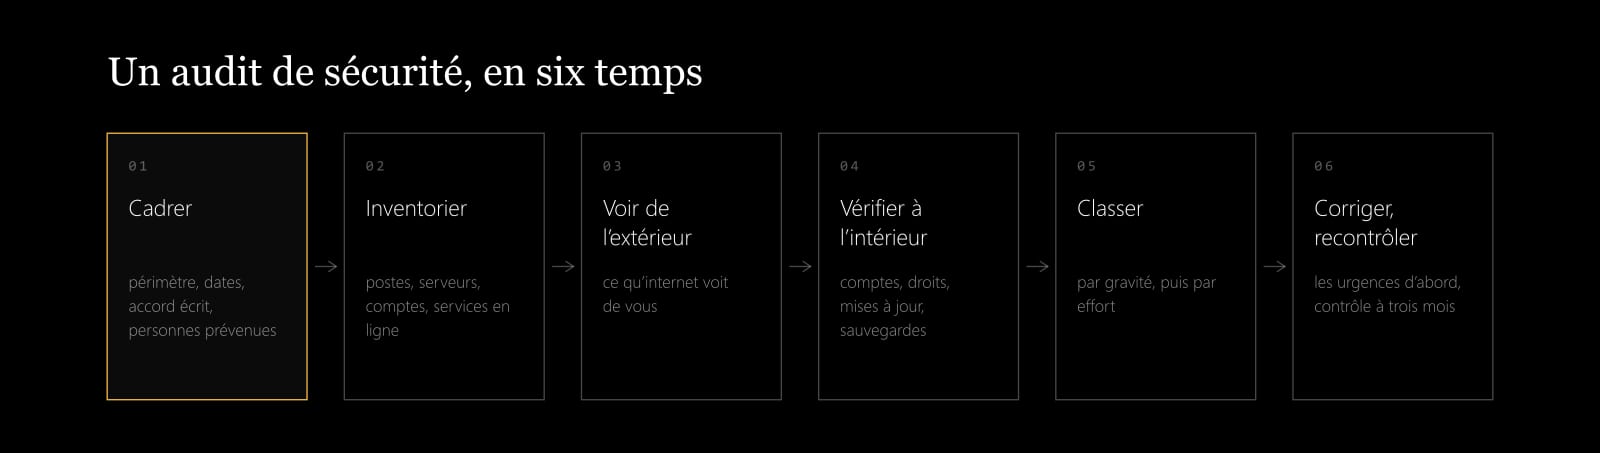 Un audit de sécurité, en six temps
01
Cadrer
périmètre, dates,
accord écrit,
personnes prévenues
02
Inventorier
postes, serveurs,
comptes, services en
ligne
03
Voir de
l’extérieur
ce qu’internet voit
de vous
04
Vérifier à
l’intérieur
comptes, droits,
mises à jour,
sauvegardes
05
Classer
par gravité, puis par
effort
06
Corriger,
recontrôler
les urgences d’abord,
contrôle à trois mois